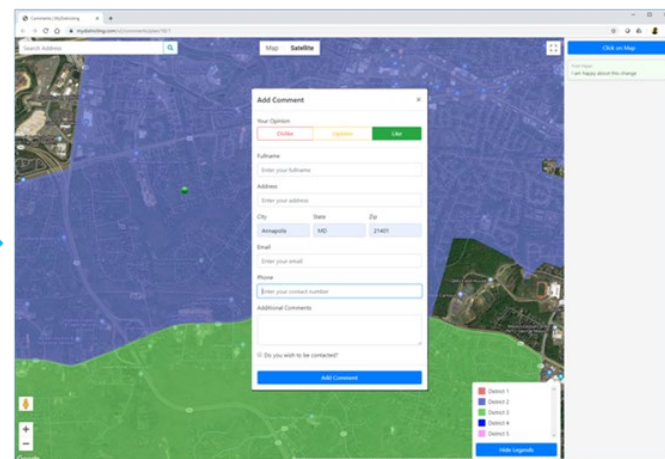 Comments | MyDistricting
Search Address
Map Satellite
Click on Map
I am happy about this change
Add Comment
Your Opinion
Dislike Opinion Like
Fullname
Enter your fullname
Address
Enter your address
City State Zip
Annapolis MD 21401
Email
Enter your email
Phone
Enter your contact number
Additional Comments
Do you wish to be contacted?
Add Comment
District 1
District 2
District 3
District 4
District 5
Hide Legends
Google